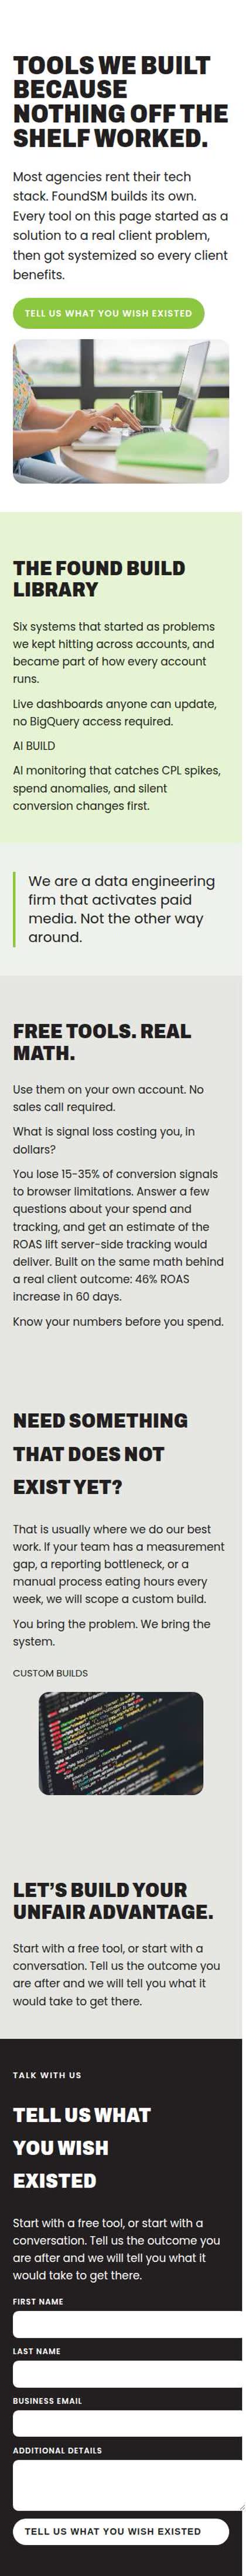 TOOLS WE BUILT
BECAUSE
NOTHING OFF THE
SHELF WORKED.
Most agencies rent their tech
stack. FoundSM builds its own.
Every tool on this page started as a
solution to a real client problem,
then got systemized so every client
benefits.
TELL US WHAT YOU WISH EXISTED
THE FOUND BUILD
LIBRARY
Six systems that started as problems
we kept hitting across accounts, and
became part of how every account
runs.
Live dashboards anyone can update,
no BigQuery access required.
AI BUILD
AI monitoring that catches CPL spikes,
spend anomalies, and silent
conversion changes first.
We are a data engineering
firm that activates paid
media. Not the other way
around.
FREE TOOLS. REAL
MATH.
Use them on your own account. No
sales call required.
What is signal loss costing you, in
dollars?
You lose 15-35% of conversion signals
to browser limitations. Answer a few
questions about your spend and
tracking, and get an estimate of the
ROAS lift server-side tracking would
deliver. Built on the same math behind
a real client outcome: 46% ROAS
increase in 60 days.
Know your numbers before you spend.
NEED SOMETHING
THAT DOES NOT
EXIST YET?
That is usually where we do our best
work. If your team has a measurement
gap, a reporting bottleneck, or a
manual process eating hours every
week, we will scope a custom build.
You bring the problem. We bring the
system.
CUSTOM BUILDS
LET’S BUILD YOUR
UNFAIR ADVANTAGE.
Start with a free tool, or start with a
conversation. Tell us the outcome you
are after and we will tell you what it
would take to get there.
TALK WITH US
TELL US WHAT
YOU WISH
EXISTED
Start with a free tool, or start with a
conversation. Tell us the outcome you
are after and we will tell you what it
would take to get there.
FIRST NAME
LAST NAME
BUSINESS EMAIL
ADDITIONAL DETAILS
TELL US WHAT YOU WISH EXISTED